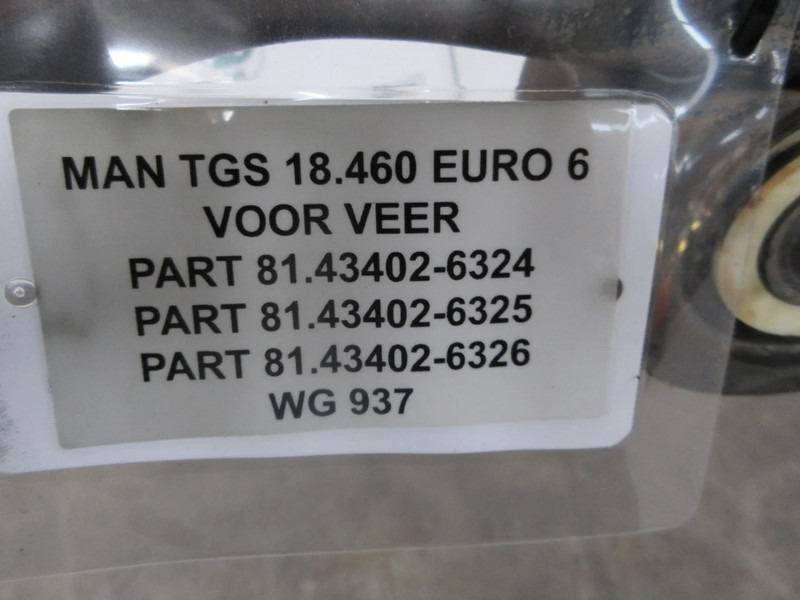 MAN TGS 18.460 EURO 6
VOOR VEER
PART 81.43402-6324
PART 81.43402-6325
PART 81.43402-6326
WG 937